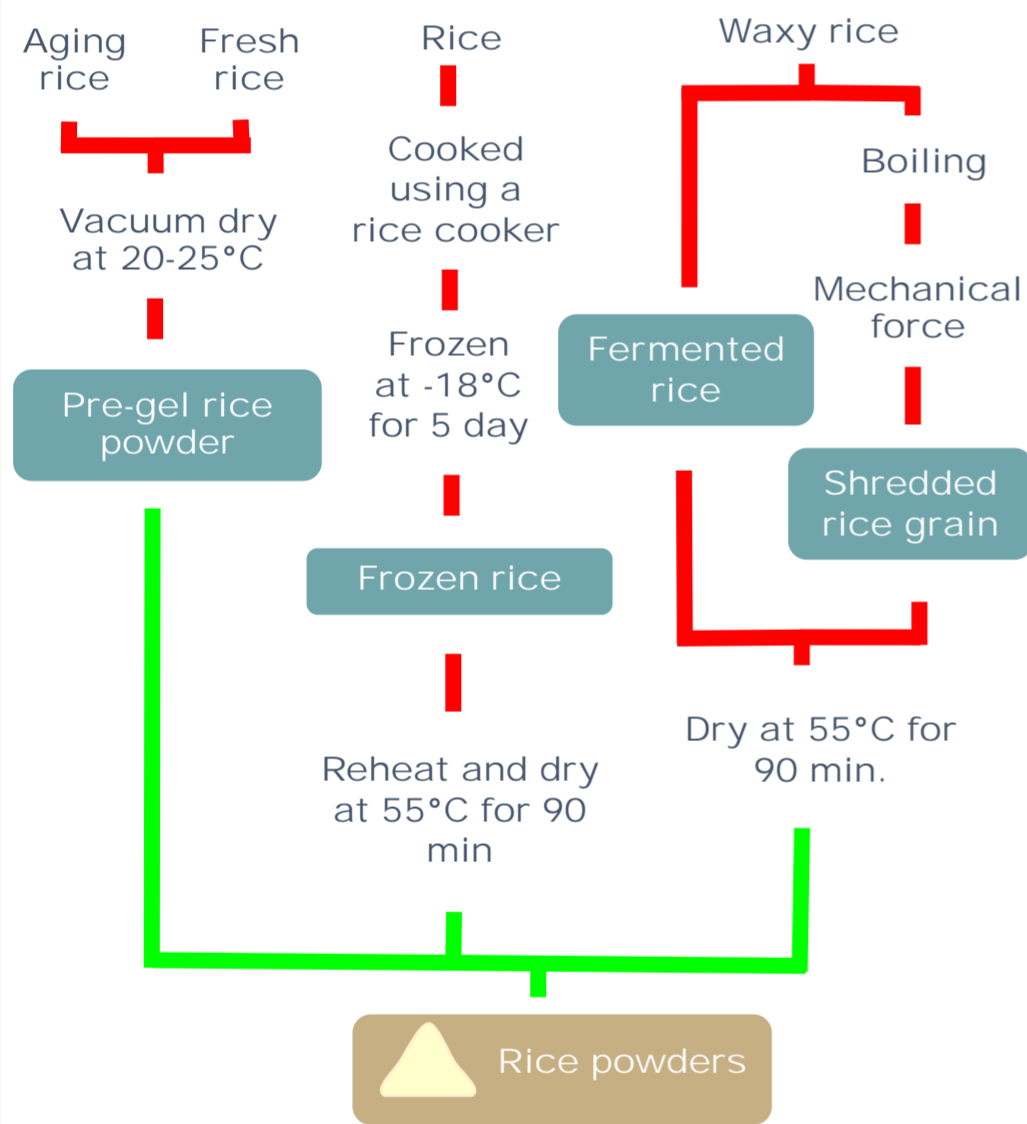 Aging
rice
Fresh
rice
Vacuum dry
at 20-25°C
Pre-gel rice
powder
Rice
Cooked
using a
rice cooker
Frozen
at -18°C
for 5 day
Frozen rice
Reheat and dry
at 55°C for 90
min
Waxy rice
Fermented
rice
Boiling
Mechanical
force
Shredded
rice grain
Dry at 55°C for
90 min.
Rice powders